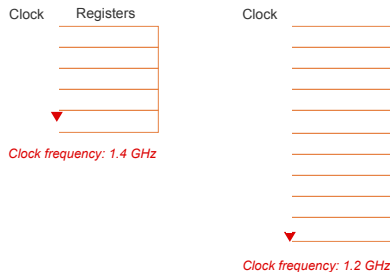 Clock Registers
Clock frequency: 1.4 GHz
Clock
Clock frequency: 1.2 GHz